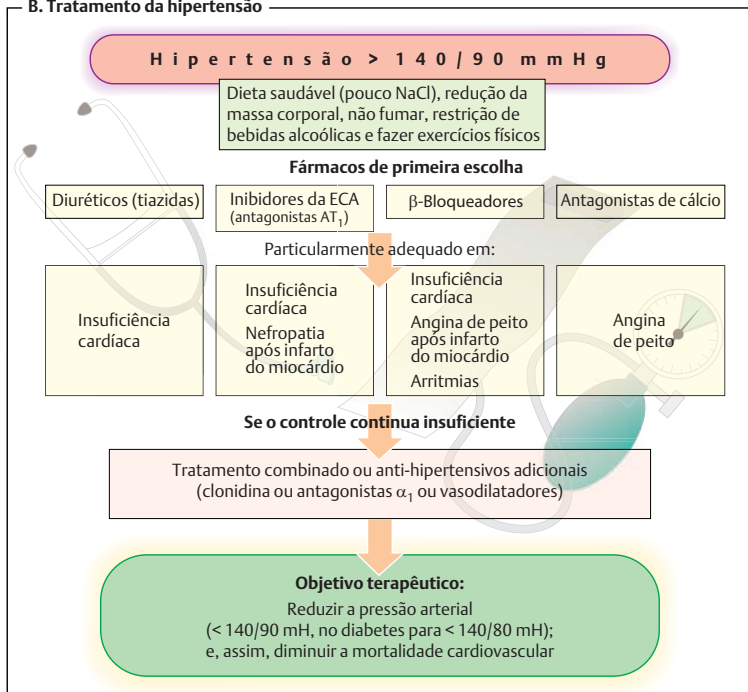 B. Tratamento da hipertensão
Hipertensão > 140/90 mmHg
Dieta saudável (pouco NaCl), redução da
massa corporal, não fumar, restrição de
bebidas alcoólicas e fazer exercícios físicos
Fármacos de primeira escolha
Diuréticos (tiazidas)
Inibidores da ECA
(antagonistas AT₁)
β-Bloqueadores
Antagonistas de cálcio
Particularmente adequado em:
Insuficiência
cardíaca
Insuficiência
cardíaca
Nefropatia
após infarto
do miocárdio
Insuficiência
cardíaca
Angina de peito
após infarto
do miocárdio
Arritmias
Angina
de peito
Se o controle continua insuficiente
Tratamento combinado ou anti-hipertensivos adicionais
(clonidina ou antagonistas α₁ ou vasodilatadores)
Objetivo terapêutico:
Reduzir a pressão arterial
(< 140/90 mH, no diabetes para < 140/80 mH);
e, assim, diminuir a mortalidade cardiovascular